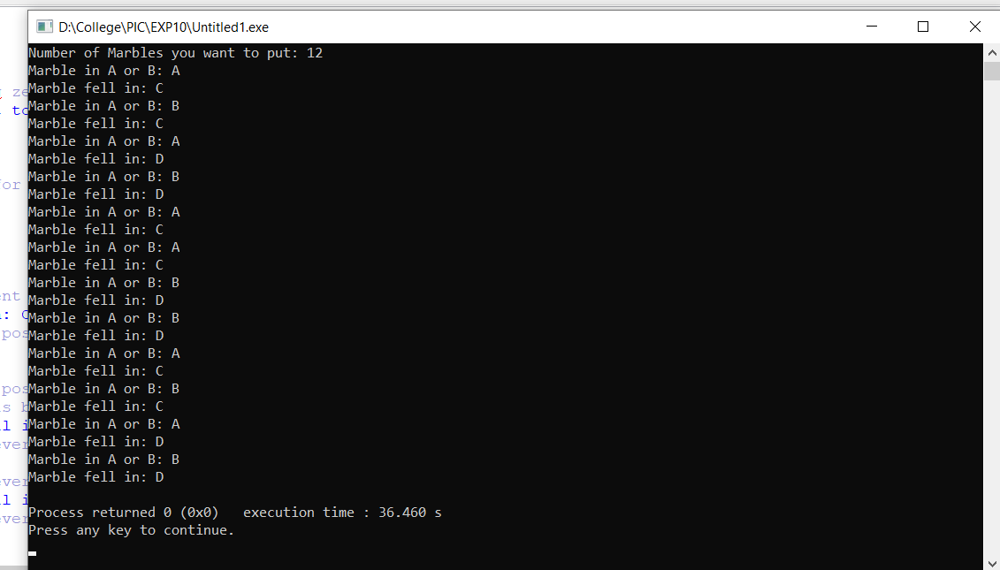 D:\College\PIC\EXP10\Untitled1.exe
Number of Marbles you want to put: 12
Marble in A or B: A
Marble fell in: C
Marble in A or B: B
Marble fell in: C
Marble in A or B: A
Marble fell in: D
Marble in A or B: B
Marble fell in: D
Marble in A or B: A
Marble fell in: C
Marble in A or B: A
Marble fell in: C
Marble in A or B: B
Marble fell in: D
Marble in A or B: B
Marble fell in: D
Marble in A or B: A
Marble fell in: C
Marble in A or B: B
Marble fell in: C
Marble in A or B: A
Marble fell in: D
Marble in A or B: B
Marble fell in: D
Process returned 0 (0x0)   execution time : 36.460 s
Press any key to continue.